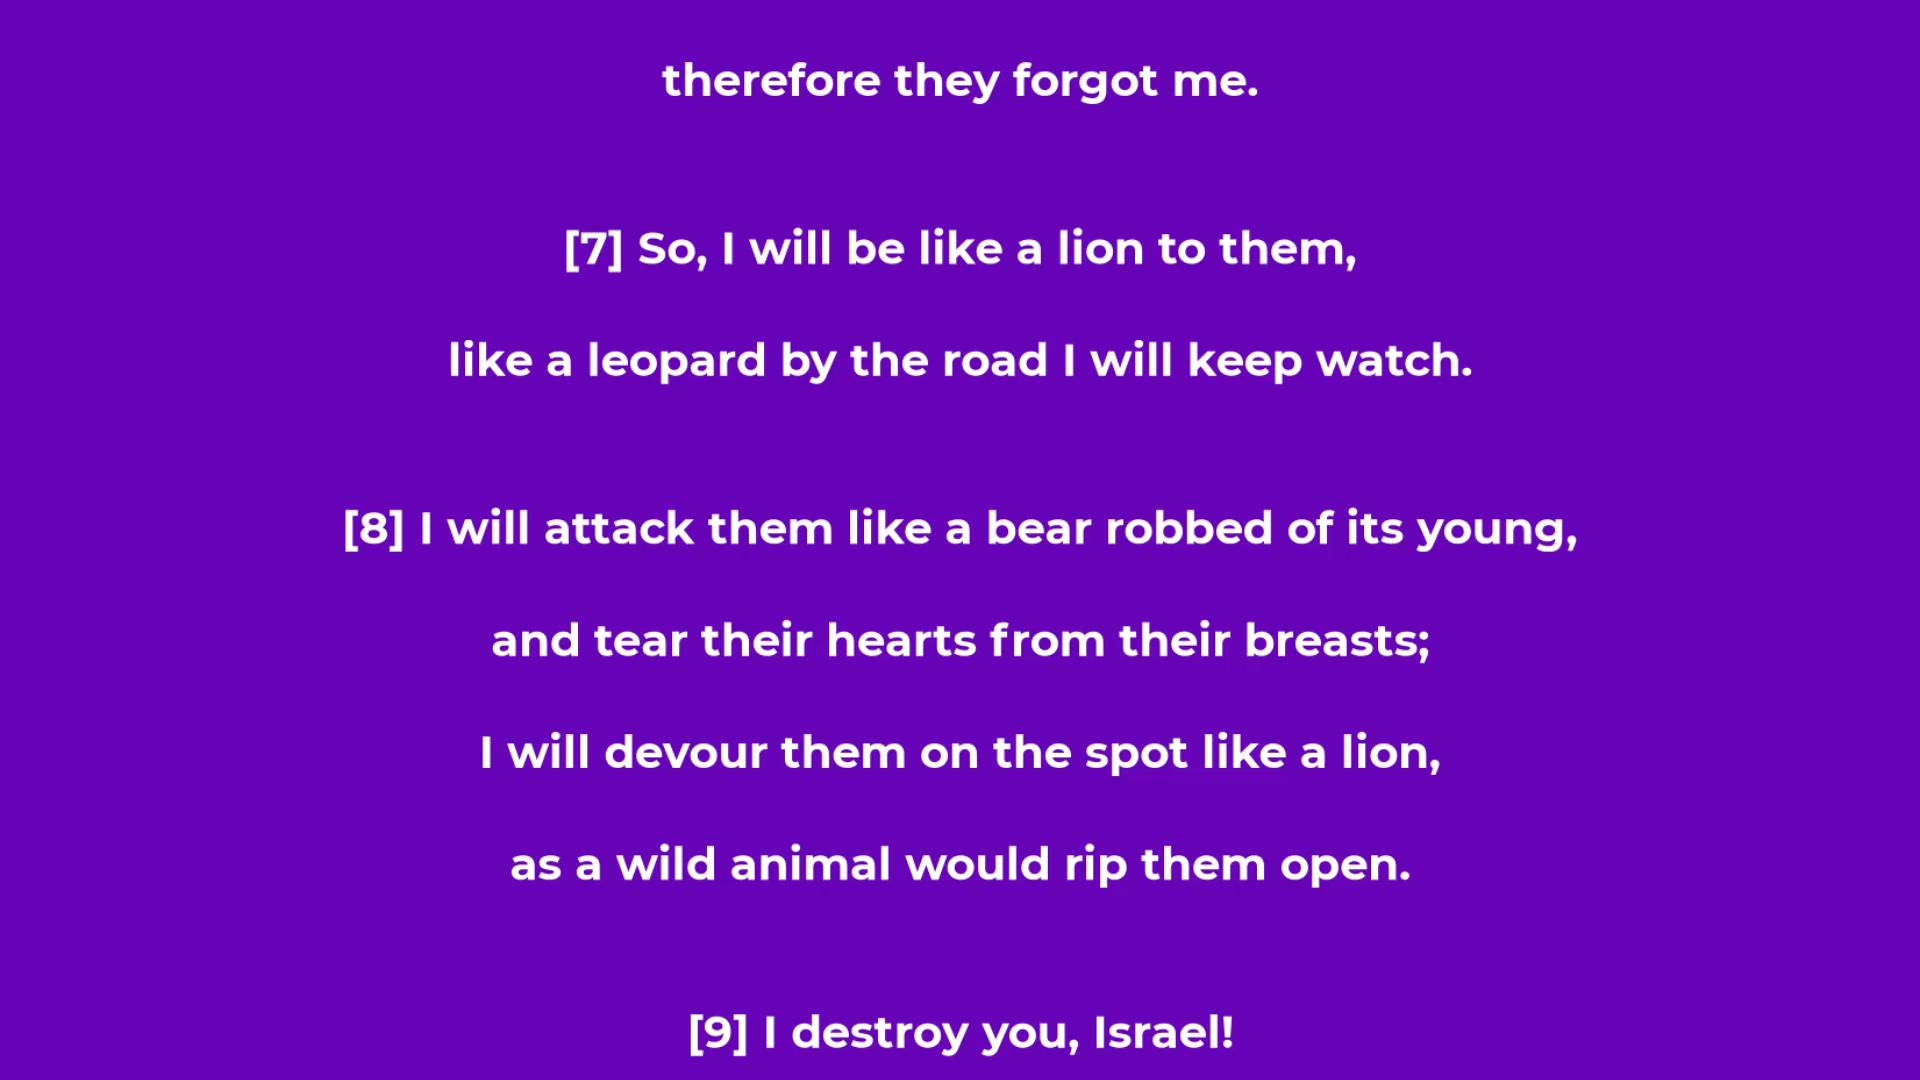 therefore they forgot me.
[7] So, I will be like a lion to them,
like a leopard by the road I will keep watch.
[8] I will attack them like a bear robbed of its young,
and tear their hearts from their breasts;
I will devour them on the spot like a lion,
as a wild animal would rip them open.
[9] I destroy you, Israel!